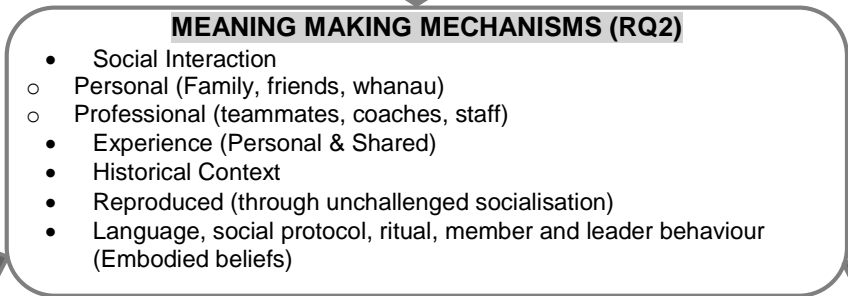 MEANING MAKING MECHANISMS (RQ2)
• Social Interaction
o Personal (Family, friends, whanau)
o Professional (teammates, coaches, staff)
• Experience (Personal & Shared)
• Historical Context
• Reproduced (through unchallenged socialisation)
• Language, social protocol, ritual, member and leader behaviour
(Embodied beliefs)